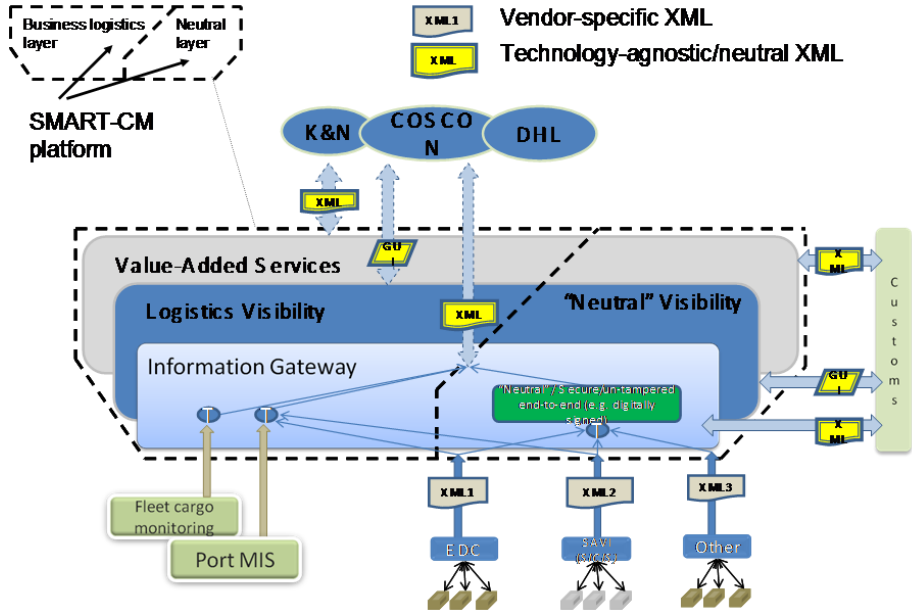 Business logistics
layer
Neutral
layer
SMART-CM
platform
XML1
Vendor-specific XML
XML
Technology-agnostic/neutral XML
K&N
COSCO
N
DHL
XML
GU
I
XML
Value-Added Services
Logistics Visibility
"Neutral" Visibility
Information Gateway
"Neutral" / Secure/un-tampered
end-to-end (e.g. digitally
signed)
T
T
T
X
ML
GU
I
X
ML
Customs
Fleet cargo
monitoring
Port MIS
XML1
XML2
XML3
EDC
SAVI
(S/C/S)
Other